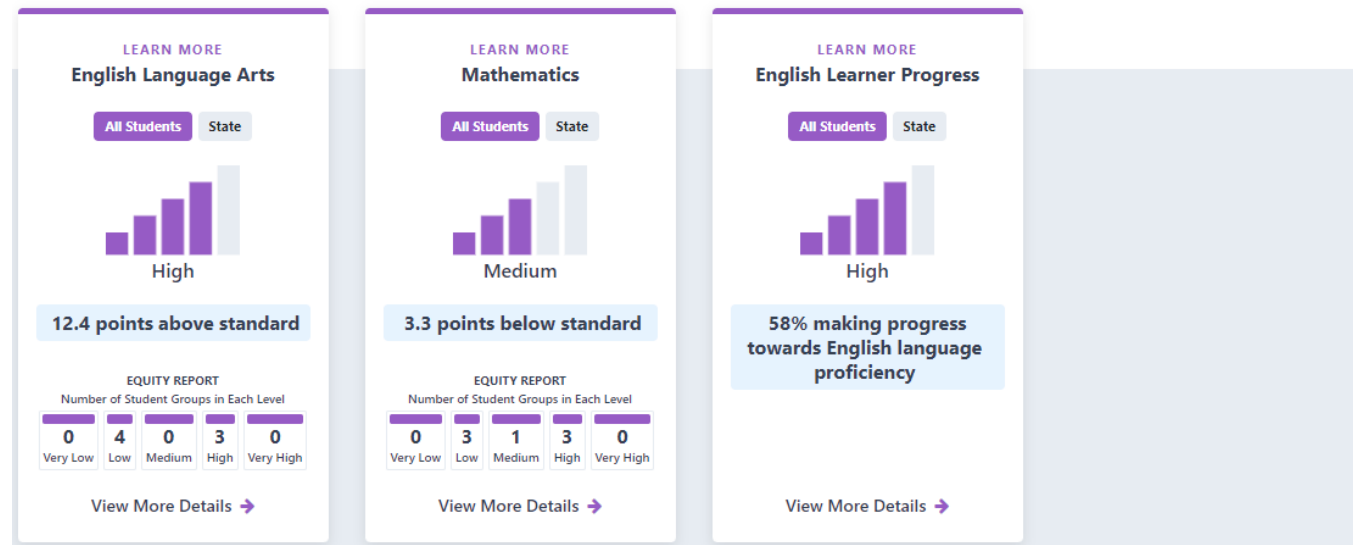 LEARN MORE
English Language Arts
All Students State
High
12.4 points above standard
EQUITY REPORT
Number of Student Groups in Each Level
0 4 0 3 0
Very Low Low Medium High Very High
View More Details
LEARN MORE
Mathematics
All Students State
Medium
3.3 points below standard
EQUITY REPORT
Number of Student Groups in Each Level
0 3 1 3 0
Very Low Low Medium High Very High
View More Details
LEARN MORE
English Learner Progress
All Students State
High
58% making progress
towards English language
proficiency
View More Details